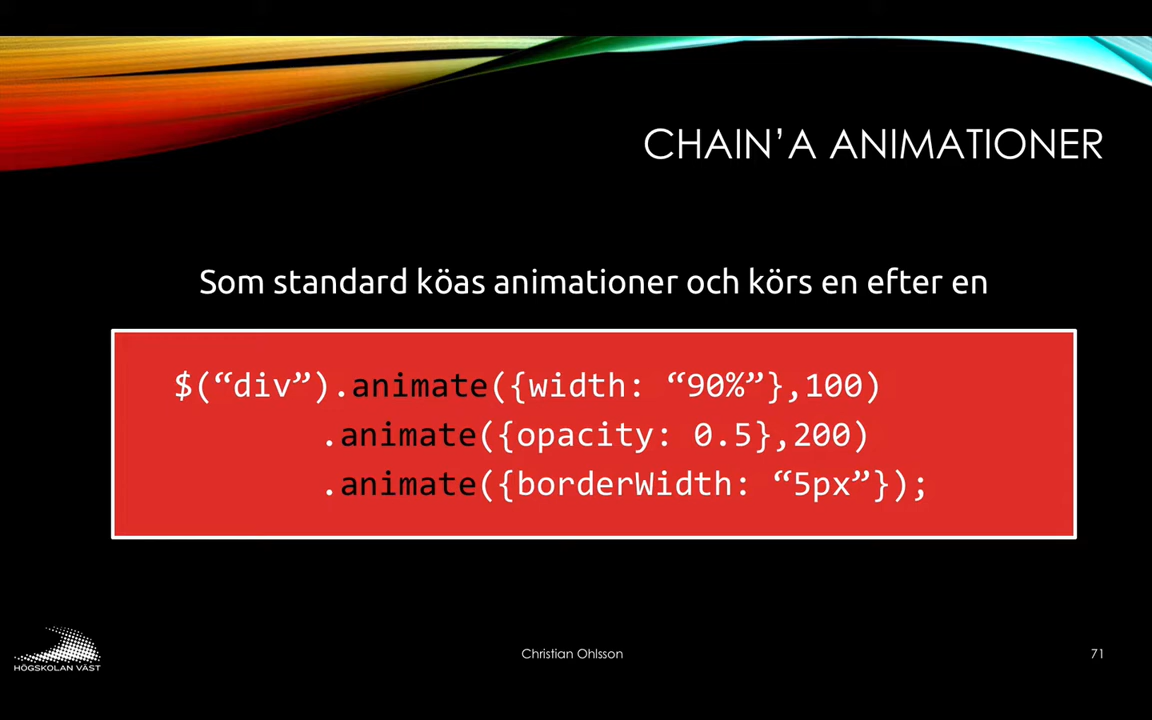 CHAIN’A ANIMATIONER
Som standard köas animationer och körs en efter en
$(“div”).animate({width: “90%”},100)
.animate({opacity: 0.5},200)
.animate({borderWidth: “5px”});
HÖGSKOLAN VÄST
Christian Ohlsson
71